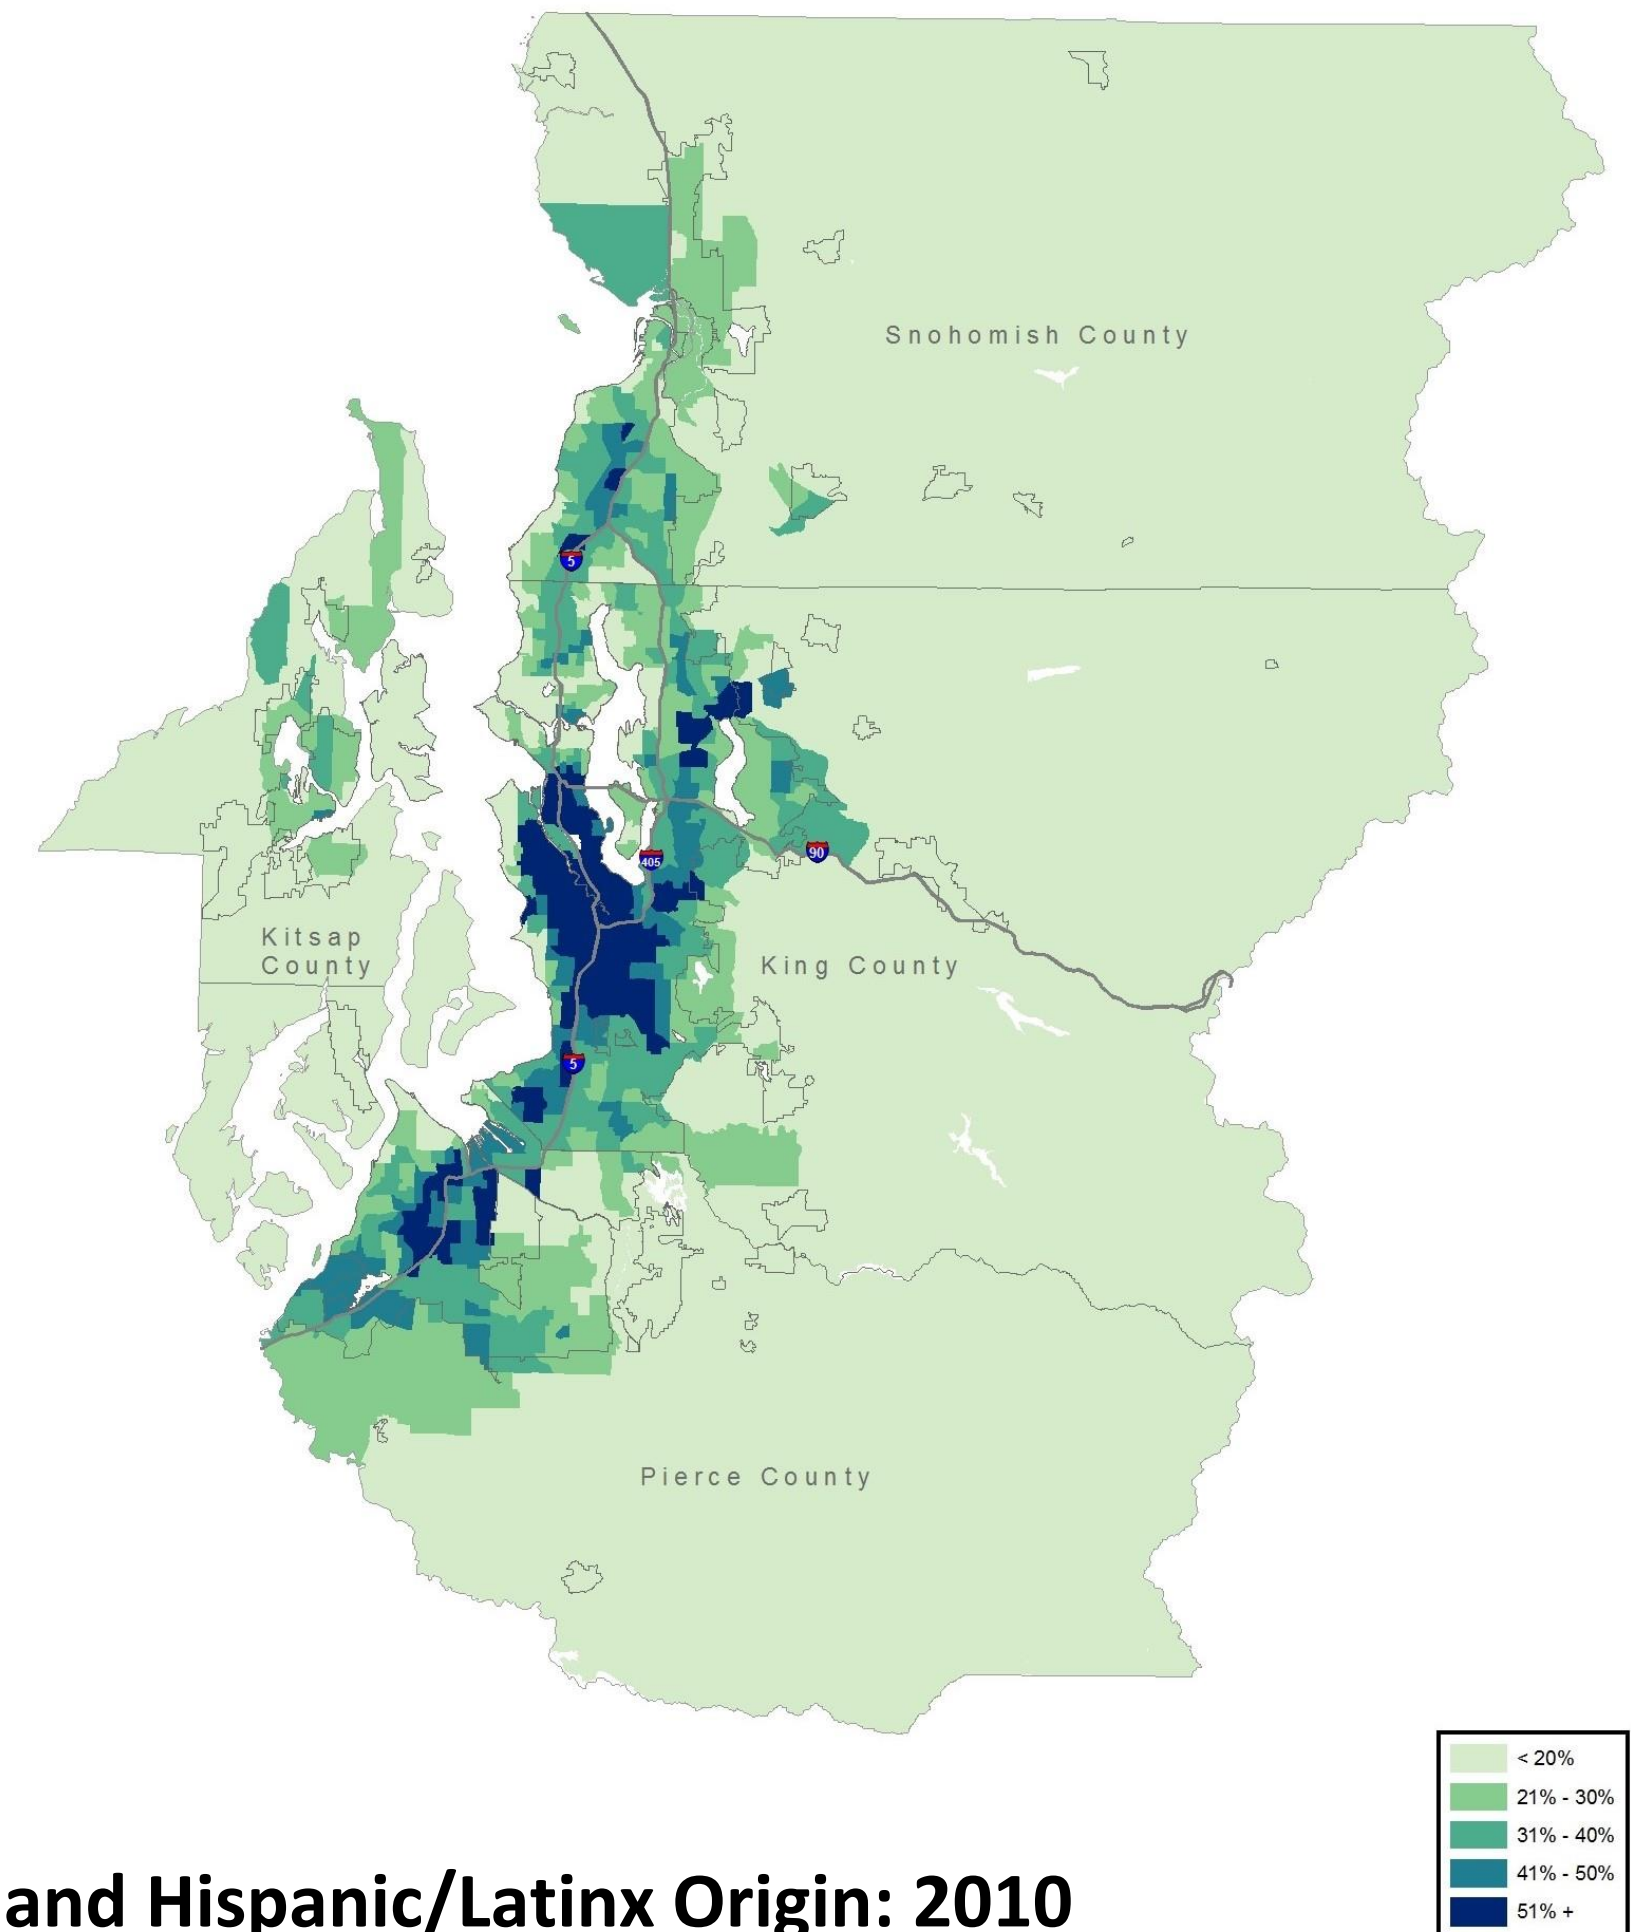 Snohomish County
5
90
405
Kitsap
County
King County
5
Pierce County
< 20%
21% - 30%
31% - 40%
41% - 50%
51% +
and Hispanic/Latinx Origin: 2010